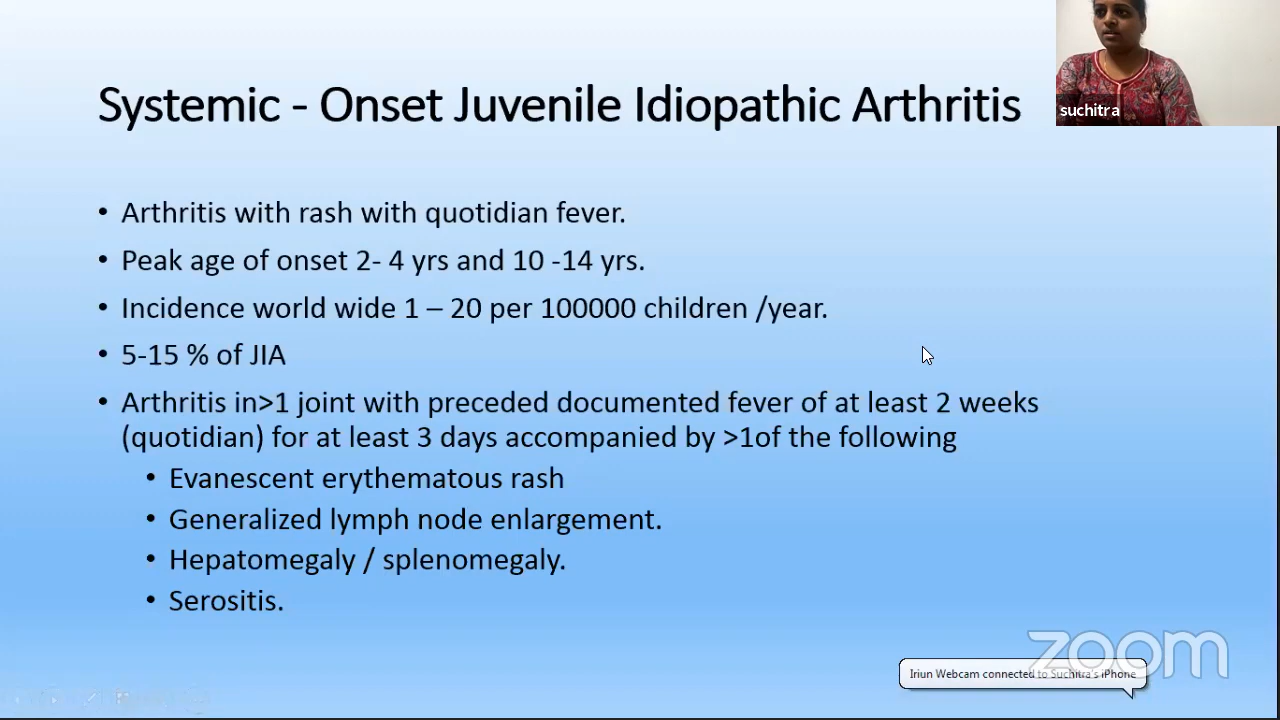 Systemic - Onset Juvenile Idiopathic Arthritis
suchitra
• Arthritis with rash with quotidian fever.
• Peak age of onset 2- 4 yrs and 10 -14 yrs.
• Incidence world wide 1 – 20 per 100000 children /year.
• 5-15 % of JIA
• Arthritis in>1 joint with preceded documented fever of at least 2 weeks
(quotidian) for at least 3 days accompanied by >1of the following
• Evanescent erythematous rash
• Generalized lymph node enlargement.
• Hepatomegaly / splenomegaly.
• Serositis.
zoom
Iriun Webcam connected to Suchitra's iPhone